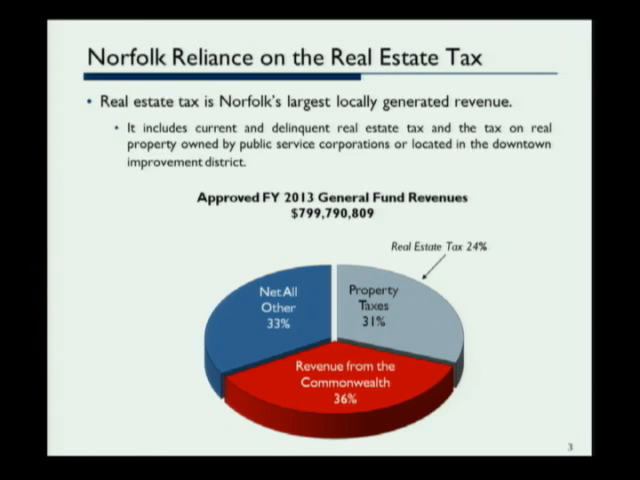 Norfolk Reliance on the Real Estate Tax
• Real estate tax is Norfolk's largest locally generated revenue.
• It includes current and delinquent real estate tax and the tax on real
property owned by public service corporations or located in the downtown
improvement district.
Approved FY 2013 General Fund Revenues
$799,790,809
Real Estate Tax 24%
Net All
Other
33%
Property
Taxes
31%
Revenue from the
Commonwealth
36%
3